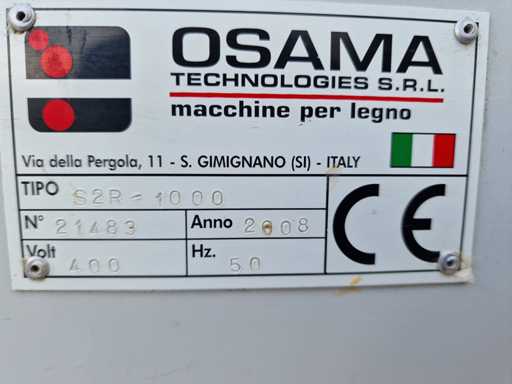 OSAMA
TECHNOLOGIES S.R.L.
macchine per legno
Via della Pergola, 11 - S. GIMIGNANO (SI) - ITALY
TIPO S2R-1000
N° 21483 Anno 2008
Volt 400 Hz. 50
CE